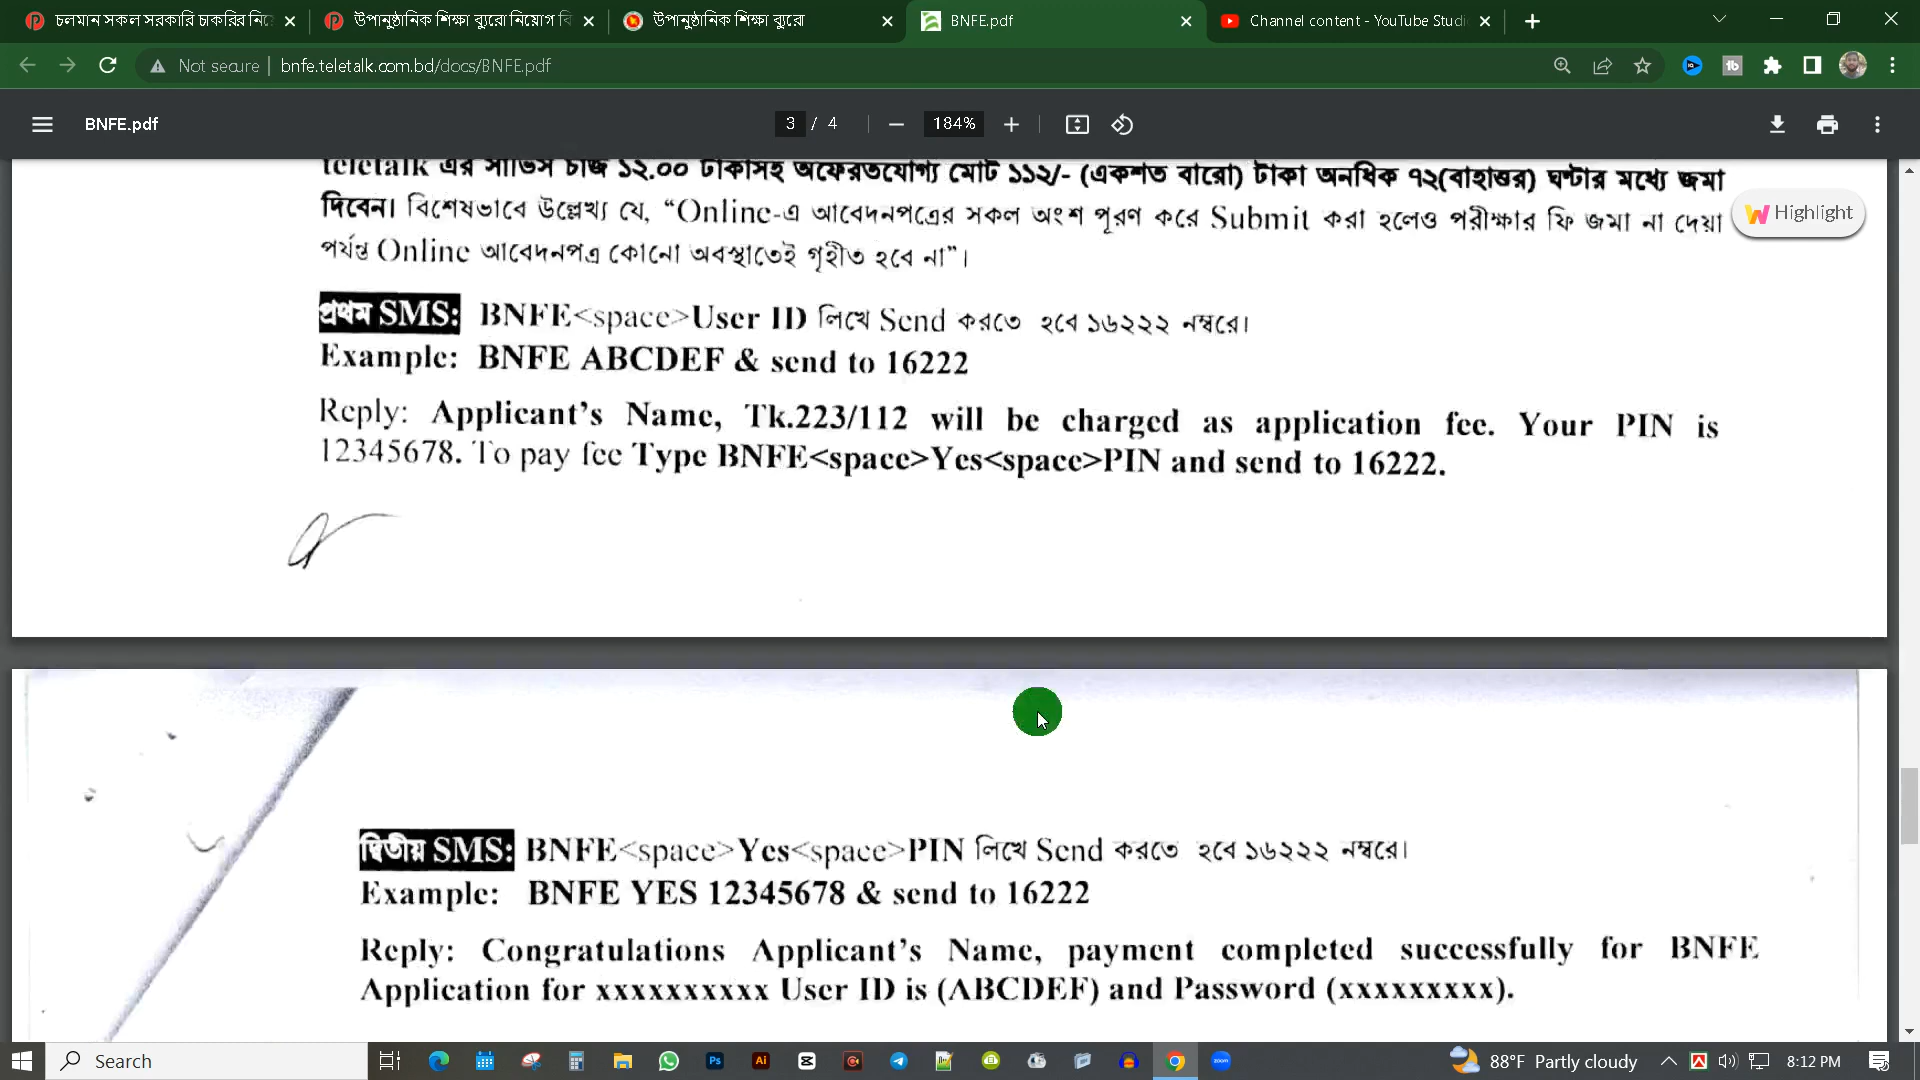 চলমান সকল সরকারি চাকরির নি
উপানুষ্ঠানিক শিক্ষা ব্যুরো নিয়োগ বি
উপানুষ্ঠানিক শিক্ষা ব্যুরো
BNFE.pdf
Channel content - YouTube Studi
Not secure
bnfe.teletalk.com.bd/docs/BNFE.pdf
BNFE.pdf
3 / 4
184%
teletalk এর সার্ভিস চার্জ ১২.০০ টাকাসহ অফেরতযোগ্য মোট ১১২/- (একশত বারো) টাকা অনধিক ৭২(বাহাত্তর) ঘণ্টার মধ্যে জমা
দিবেন। বিশেষভাবে উল্লেখ্য যে, “Online-এ আবেদনপত্রের সকল অংশ পূরণ করে Submit করা হলেও পরীক্ষার ফি জমা না দেয়া
পর্যন্ত Online আবেদনপত্র কোনো অবস্থাতেই গৃহীত হবে না”।
Highlight
প্রথম SMS: BNFE<space>User ID লিখে Send করতে হবে ১৬২২২ নম্বরে।
Example: BNFE ABCDEF & send to 16222
Reply: Applicant’s Name, Tk.223/112 will be charged as application fee. Your PIN is
12345678. To pay fee Type BNFE<space>Yes<space>PIN and send to 16222.
দ্বিতীয় SMS: BNFE<space>Yes<space>PIN লিখে Send করতে হবে ১৬২২২ নম্বরে।
Example: BNFE YES 12345678 & send to 16222
Reply: Congratulations Applicant’s Name, payment completed successfully for BNFE
Application for xxxxxxxxxx User ID is (ABCDEF) and Password (xxxxxxxxx).
Search
88°F Partly cloudy
8:12 PM